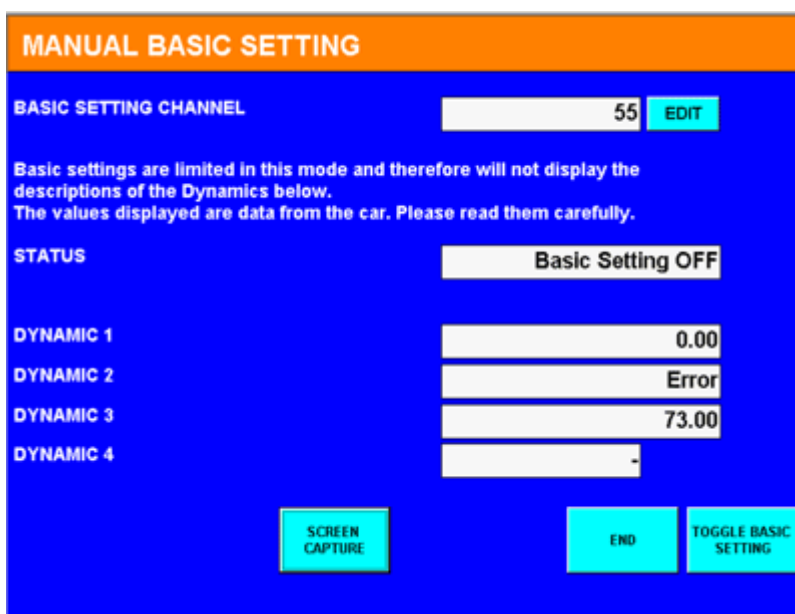 MANUAL BASIC SETTING
BASIC SETTING CHANNEL 55 EDIT
Basic settings are limited in this mode and therefore will not display the
descriptions of the Dynamics below.
The values displayed are data from the car. Please read them carefully.
STATUS Basic Setting OFF
DYNAMIC 1 0.00
DYNAMIC 2 Error
DYNAMIC 3 73.00
DYNAMIC 4 -
SCREEN
CAPTURE
END
TOGGLE BASIC
SETTING